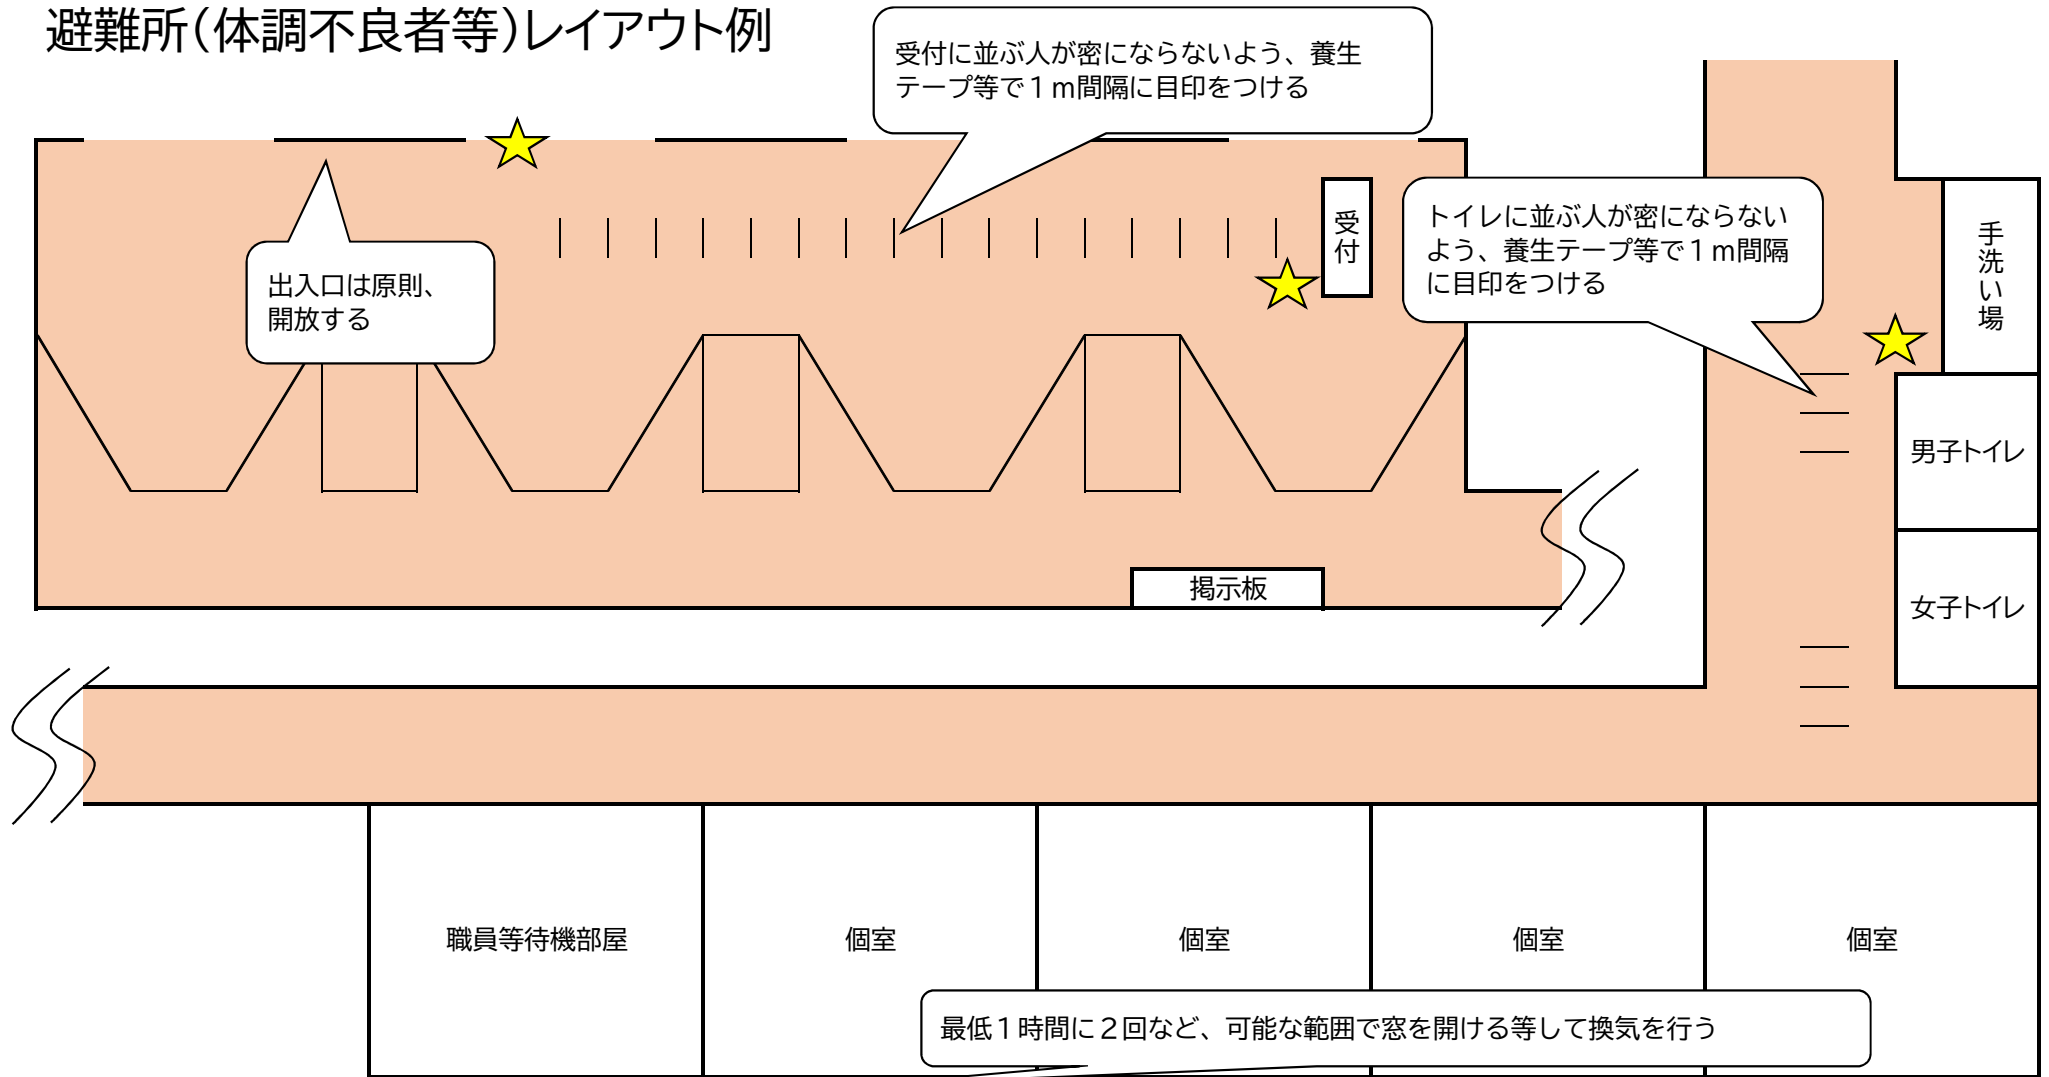 避難所（体調不良者等）レイアウト例
受付に並ぶ人が密にならないよう、養生
テープ等で１ｍ間隔に目印をつける
出入口は原則、
開放する
受付
トイレに並ぶ人が密にならない
よう、養生テープ等で１ｍ間隔
に目印をつける
手洗い場
男子トイレ
女子トイレ
掲示板
職員等待機部屋
個室
個室
個室
個室
最低１時間に２回など、可能な範囲で窓を開ける等して換気を行う